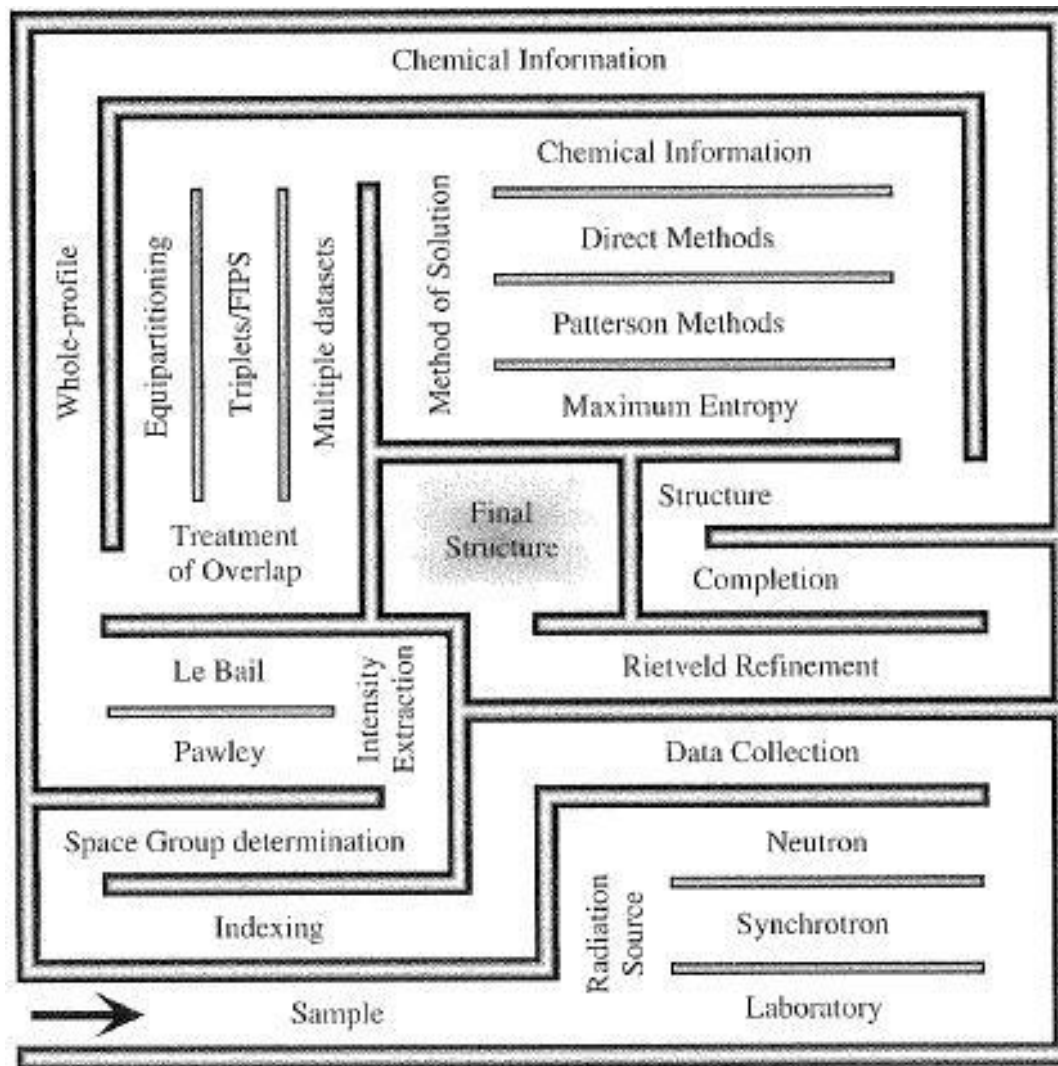 Chemical Information
Chemical Information
Direct Methods
Patterson Methods
Maximum Entropy
Method of Solution
Whole-profile
Equipartitioning
Triplets/FIPS
Multiple datasets
Treatment
of Overlap
Final
Structure
Structure
Completion
Rietveld Refinement
Le Bail
Pawley
Intensity
Extraction
Data Collection
Space Group determination
Indexing
Neutron
Synchrotron
Laboratory
Radiation
Source
Sample